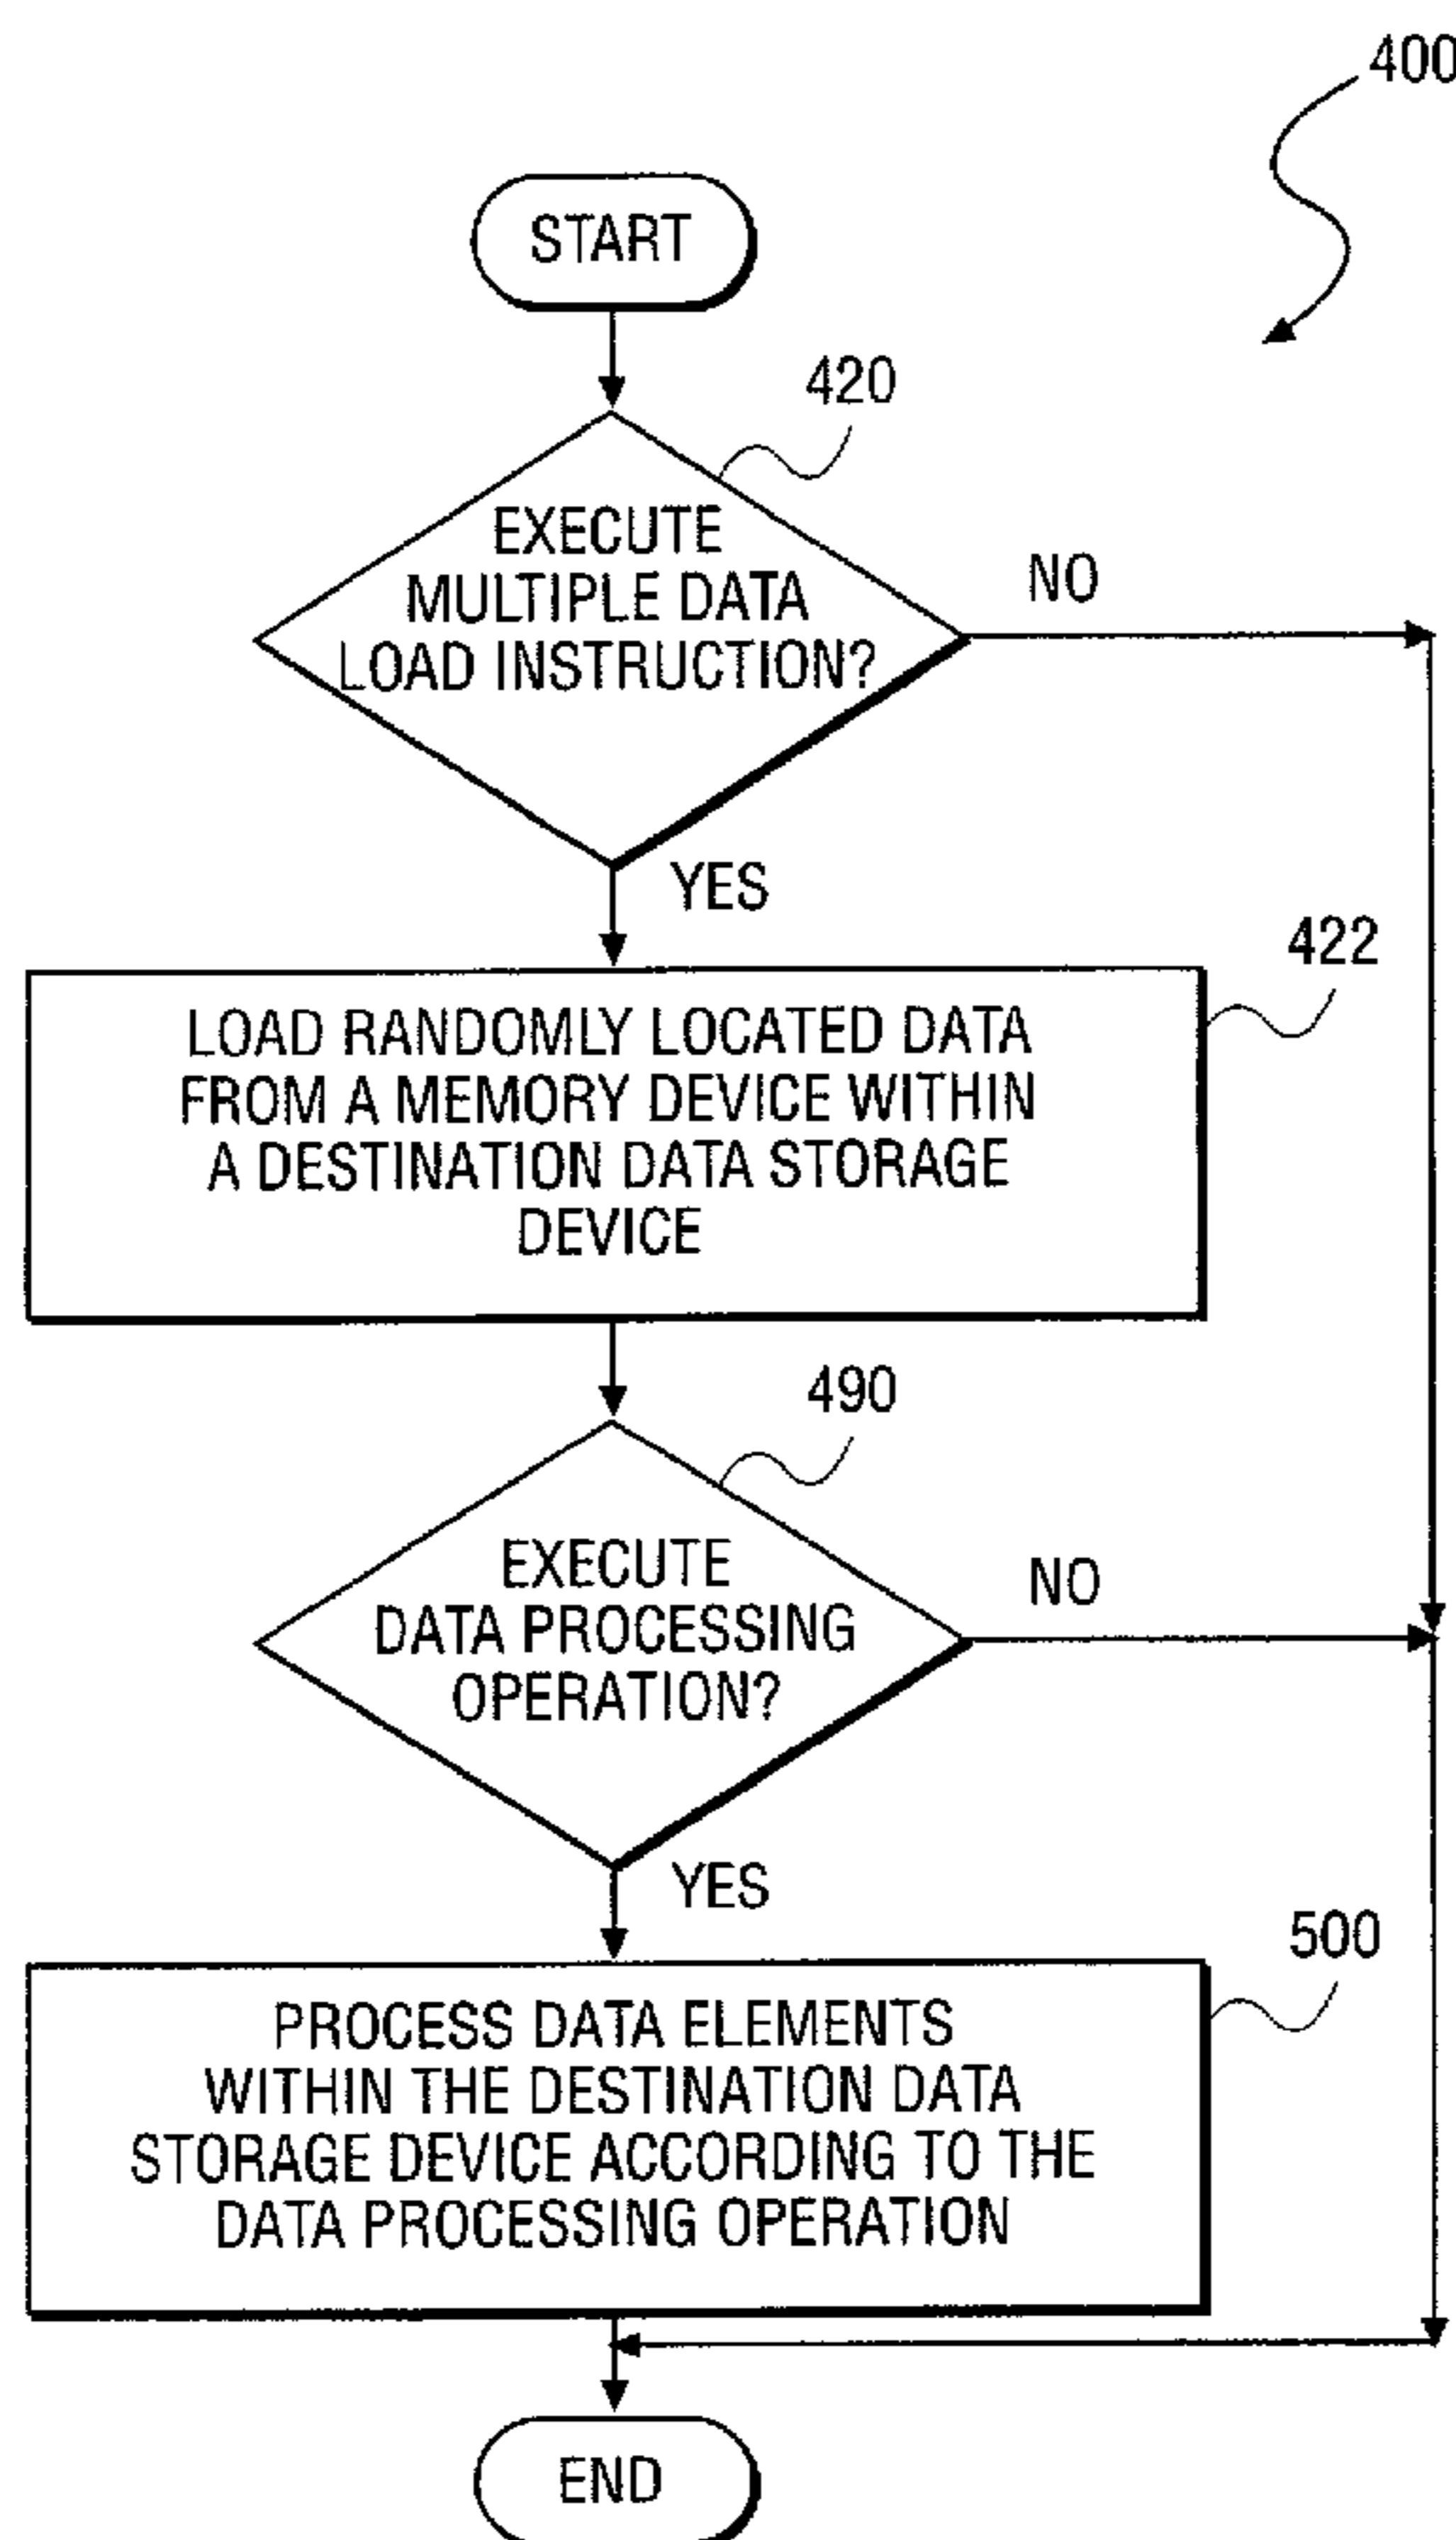 400
START
420
EXECUTE
MULTIPLE DATA
LOAD INSTRUCTION?
NO
YES
422
LOAD RANDOMLY LOCATED DATA
FROM A MEMORY DEVICE WITHIN
A DESTINATION DATA STORAGE
DEVICE
490
EXECUTE
DATA PROCESSING
OPERATION?
NO
YES
500
PROCESS DATA ELEMENTS
WITHIN THE DESTINATION DATA
STORAGE DEVICE ACCORDING TO THE
DATA PROCESSING OPERATION
END